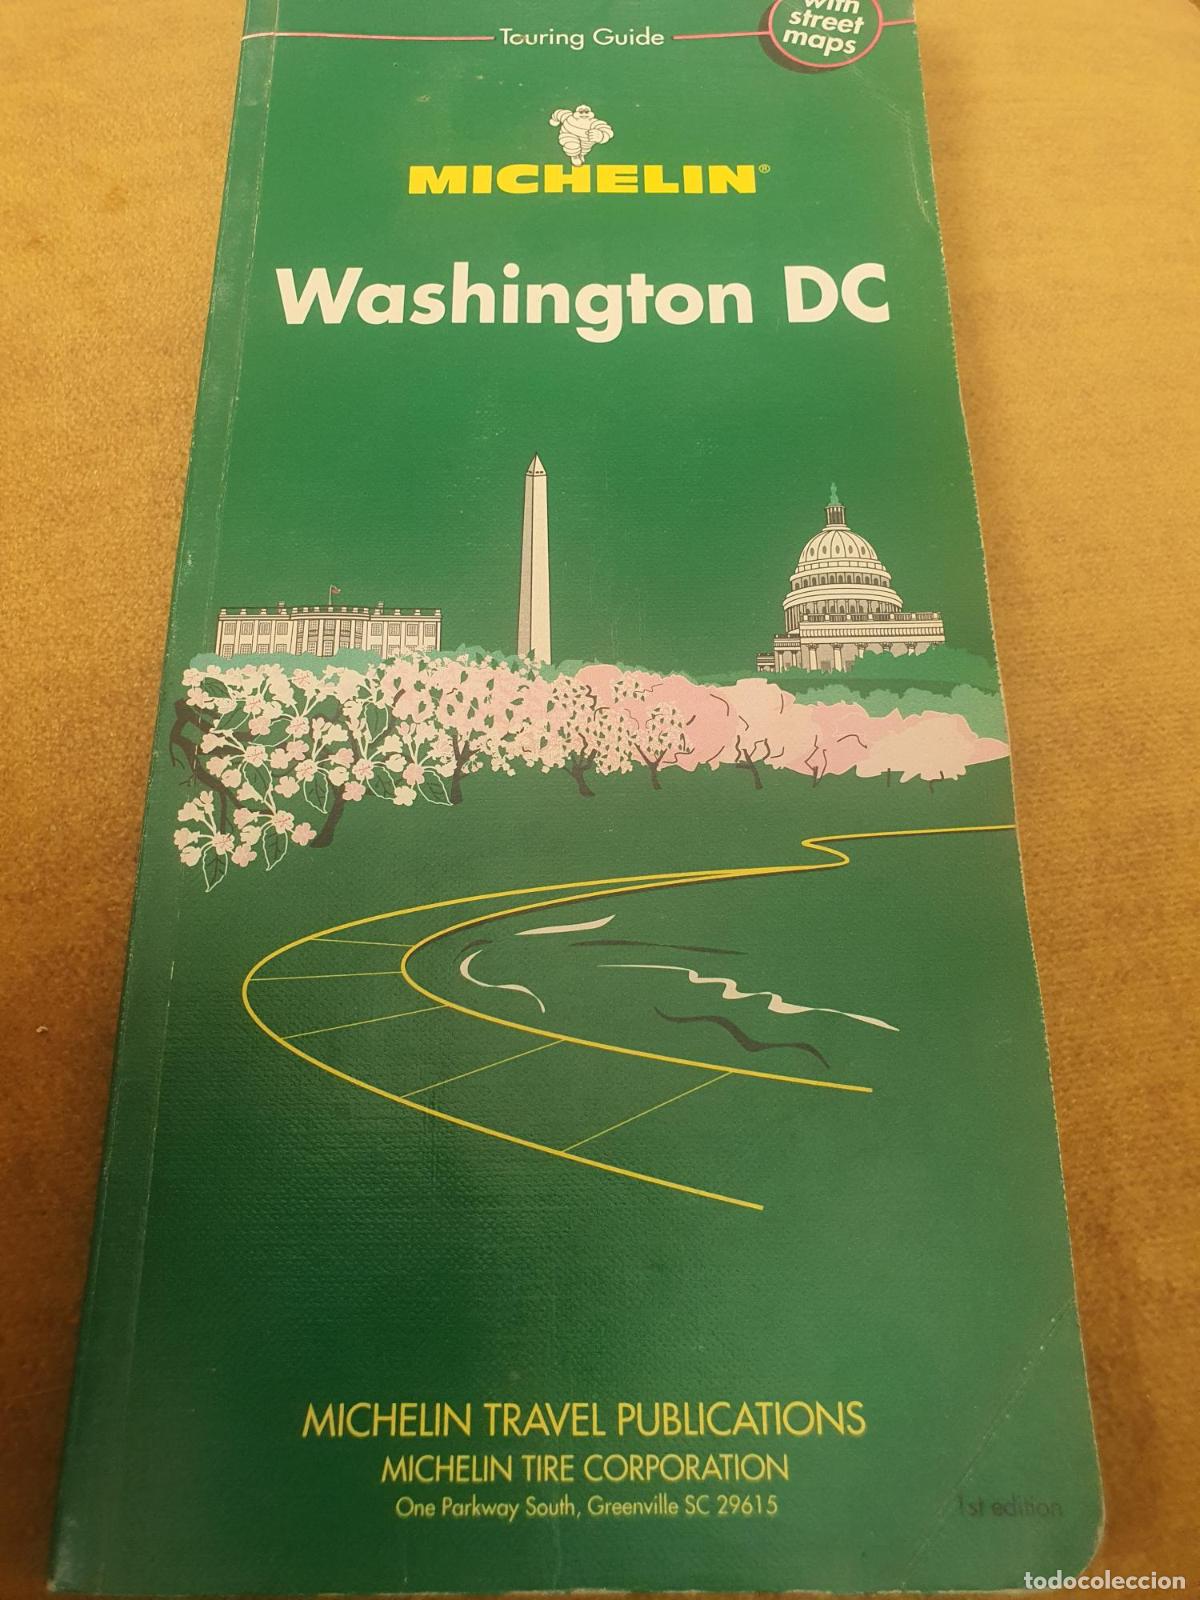 with
street
maps
Touring Guide
MICHELIN®
Washington DC
MICHELIN TRAVEL PUBLICATIONS
MICHELIN TIRE CORPORATION
One Parkway South, Greenville SC 29615
1st edition
todocoleccion